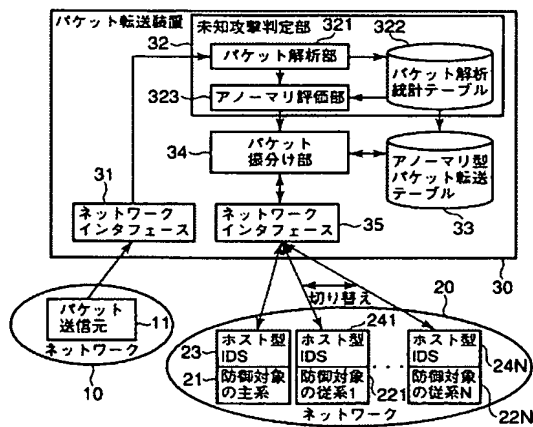 パケット転送装置
未知攻撃判定部
321
322
32
パケット解析部
パケット解析
統計テーブル
323
アノーマリ評価部
34
パケット
振分け部
アノーマリ型
パケット転送
テーブル
33
31
ネットワーク
インタフェース
ネットワーク
インタフェース
35
30
切り替え
20
パケット
送信元
11
ネットワーク
10
241
23
ホスト型
IDS
ホスト型
IDS
ホスト型
IDS
24N
21
防御対象
の主系
防御対象
の従系1
221
・・・
防御対象
の従系N
22N
ネットワーク